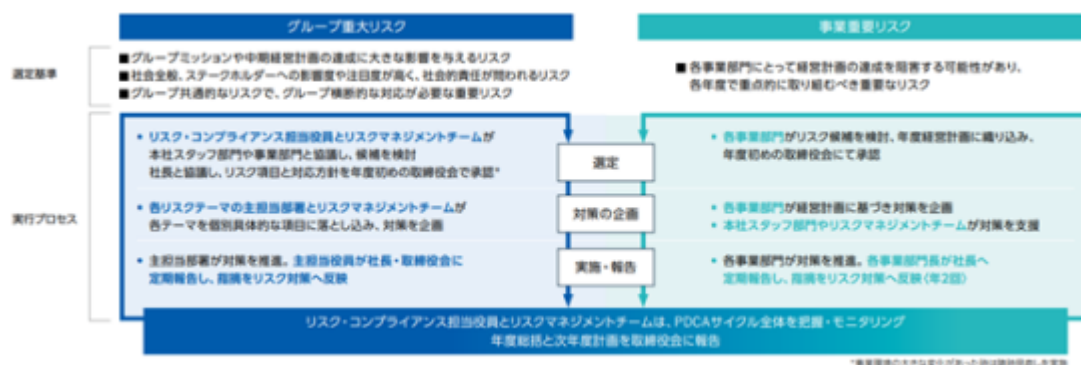 グループ重大リスク
事業重要リスク
選定基準
■グループミッションや中期経営計画の達成に大きな影響を与えるリスク
■社会全般、ステークホルダーへの影響度や注目度が高く、社会的責任が問われるリスク
■グループ共通的なリスクで、グループ横断的な対応が必要な重要リスク
■各事業部門にとって経営計画の達成を阻害する可能性があり、
各年度で重点的に取り組むべき重要なリスク
実行プロセス
• リスク・コンプライアンス担当役員とリスクマネジメントチームが
本社スタッフ部門や事業部門と協議し、候補を検討
社長と協議し、リスク項目と対応方針を年度初めの取締役会で承認*
選定
• 各事業部門がリスク候補を検討、年度経営計画に織り込み、
年度初めの取締役会にて承認
• 各リスクテーマの主担当部署とリスクマネジメントチームが
各テーマを個別具体的な項目に落とし込み、対策を企画
対策の企画
• 各事業部門が経営計画に基づき対策を企画
• 本社スタッフ部門やリスクマネジメントチームが対策を支援
• 主担当部署が対策を推進。主担当役員が社長・取締役会に
定期報告し、指摘をリスク対策へ反映
実施・報告
• 各事業部門が対策を推進。各事業部門長が社長へ
定期報告し、指摘をリスク対策へ反映(年2回)
リスク・コンプライアンス担当役員とリスクマネジメントチームは、PDCAサイクル全体を把握・モニタリング
年度総括と次年度計画を取締役会に報告